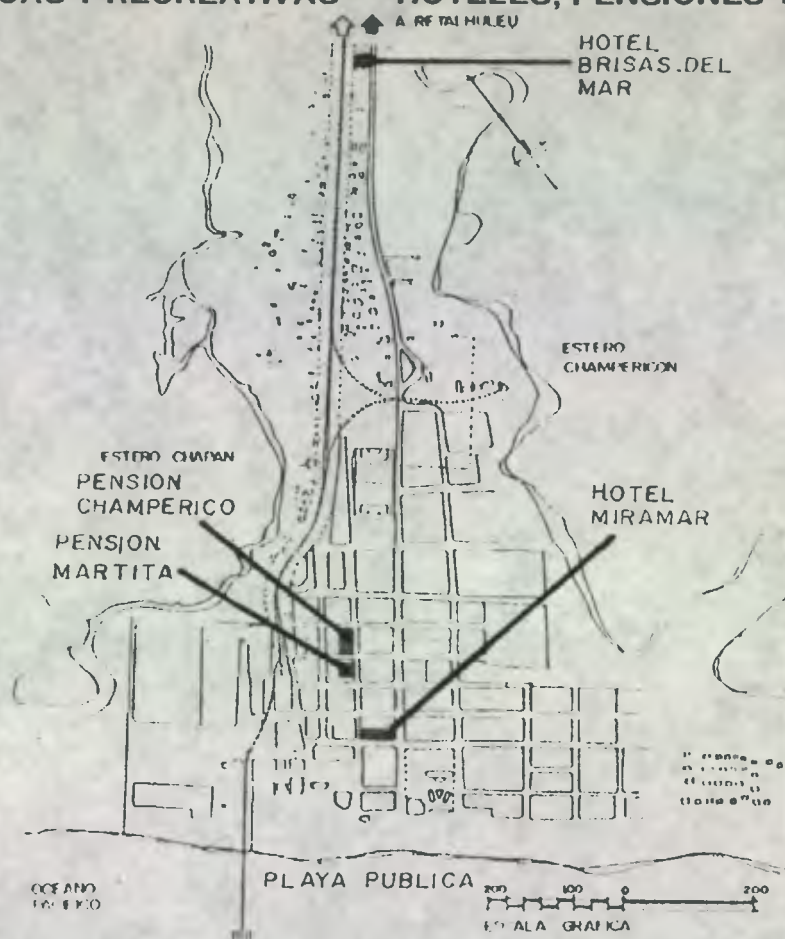 HOTELES, PENSIONES
A RETALHULEU
HOTEL
BRISAS.DEL
MAR
ESTERO
CHAMPERICON
ESTERO CHAPAN
PENSION
CHAMPERICO
PENSION
MARTITA
HOTEL
MIRAMAR
OCEANO
PACIFICO
PLAYA PUBLICA
200 100 0 200
ESCALA GRAFICA